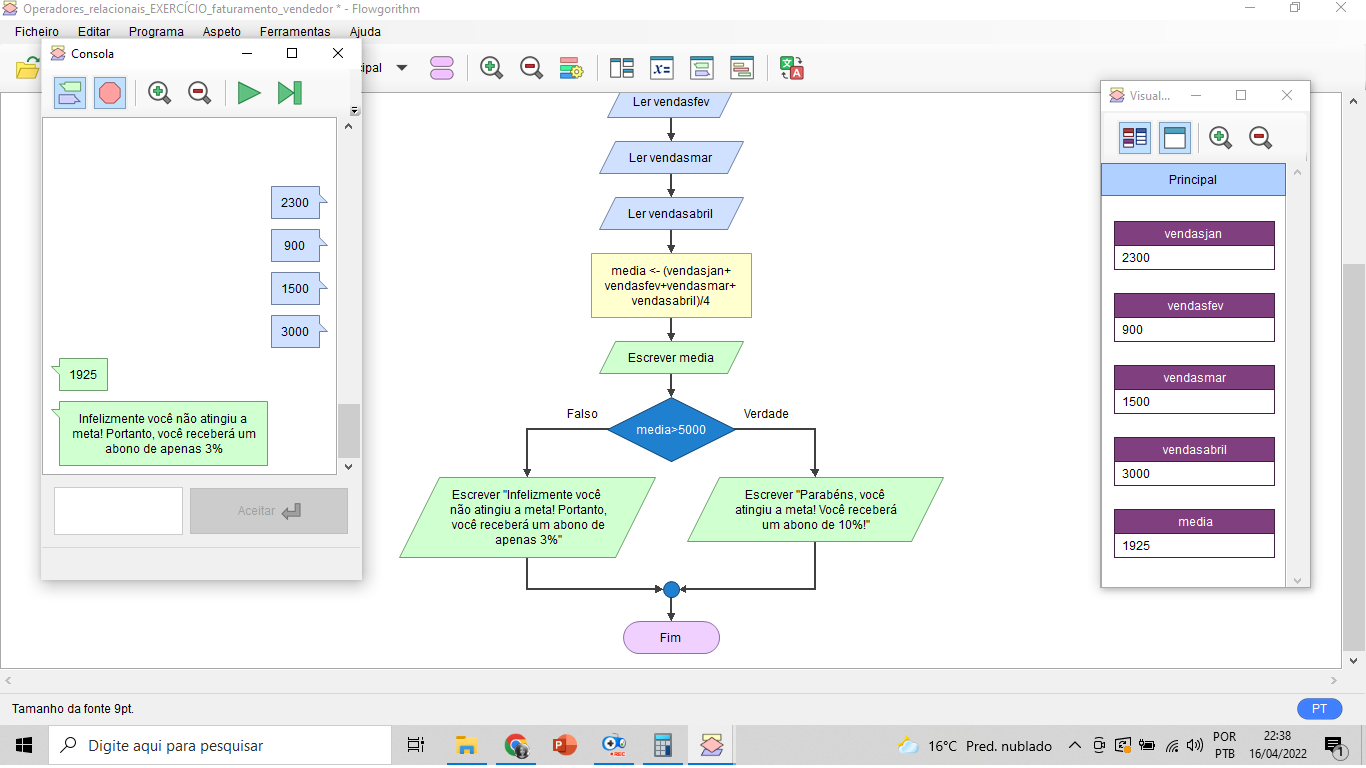 Operadores_relacionais_EXERCÍCIO_faturamento_vendedor * - Flowgorithm
Ficheiro Editar Programa Aspeto Ferramentas Ajuda
Consola
2300
900
1500
3000
1925
Infelizmente você não atingiu a
meta! Portanto, você receberá um
abono de apenas 3%
Aceitar
Ler vendasfev
Ler vendasmar
Ler vendasabril
media <- (vendasjan+
vendasfev+vendasmar+
vendasabril)/4
Escrever media
Falso
Verdade
media>5000
Escrever "Infelizmente você
não atingiu a meta! Portanto,
você receberá um abono de
apenas 3%"
Escrever "Parabéns, você
atingiu a meta! Você receberá
um abono de 10%!"
Fim
Visual...
x=
A
Principal
vendasjan
2300
vendasfev
900
vendasmar
1500
vendasabril
3000
media
1925
Tamanho da fonte 9pt.
PT
Digite aqui para pesquisar
P
REC
16°C Pred. nublado
POR
PTB
22:38
16/04/2022
1